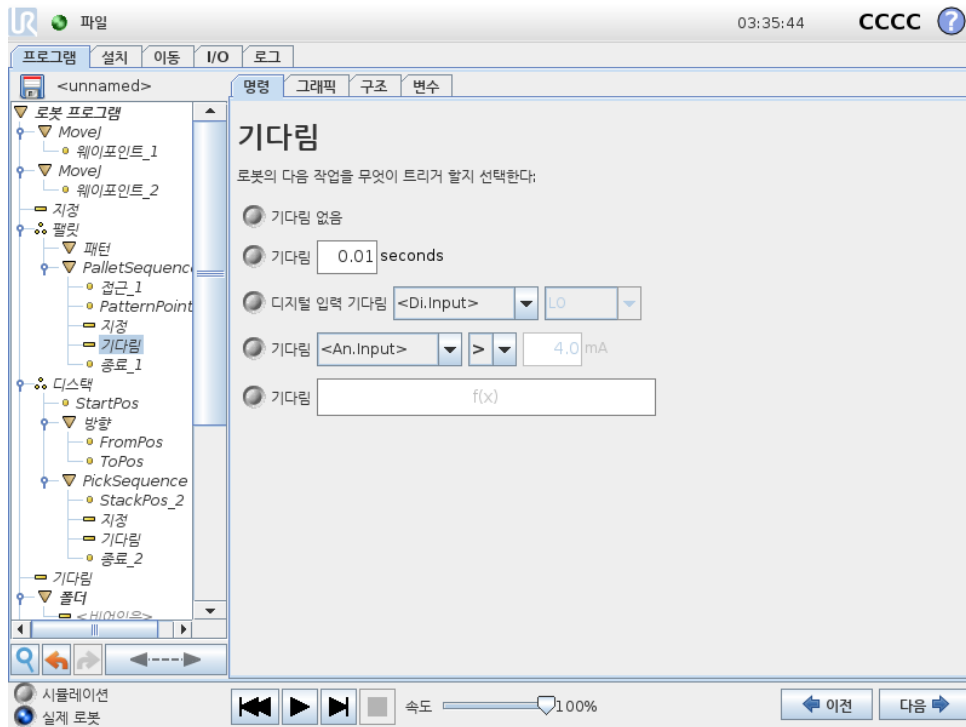 UR 파일 03:35:44 CCCC ?
프로그램 설치 이동 I/O 로그
<unnamed>
명령 그래픽 구조 변수
로봇 프로그램
MoveJ
웨이포인트_1
MoveJ
웨이포인트_2
지정
팔릿
패턴
PalletSequenc
접근_1
PatternPoint
지정
기다림
종료_1
디스택
StartPos
방향
FromPos
ToPos
PickSequence
StackPos_2
지정
기다림
종료_2
기다림
폴더
<비어있음>
기다림
로봇의 다음 작업을 무엇이 트리거 할지 선택한다:
기다림 없음
기다림 0.01 seconds
디지털 입력 기다림 <Di.Input> LO
기다림 <An.Input> > 4.0 mA
기다림 f(x)
시뮬레이션
실제 로봇
속도 100%
이전 다음